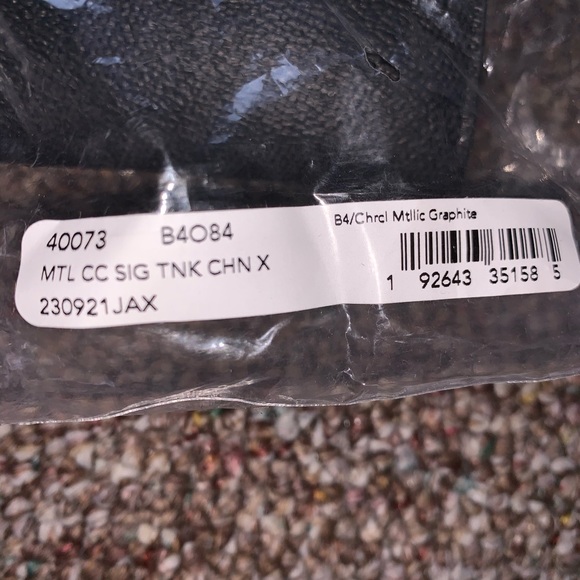 40073 B4O84
B4/Chrcl Mtllic Graphite
MTL CC SIG TNK CHN X
230921JAX
1 92643 35158 5